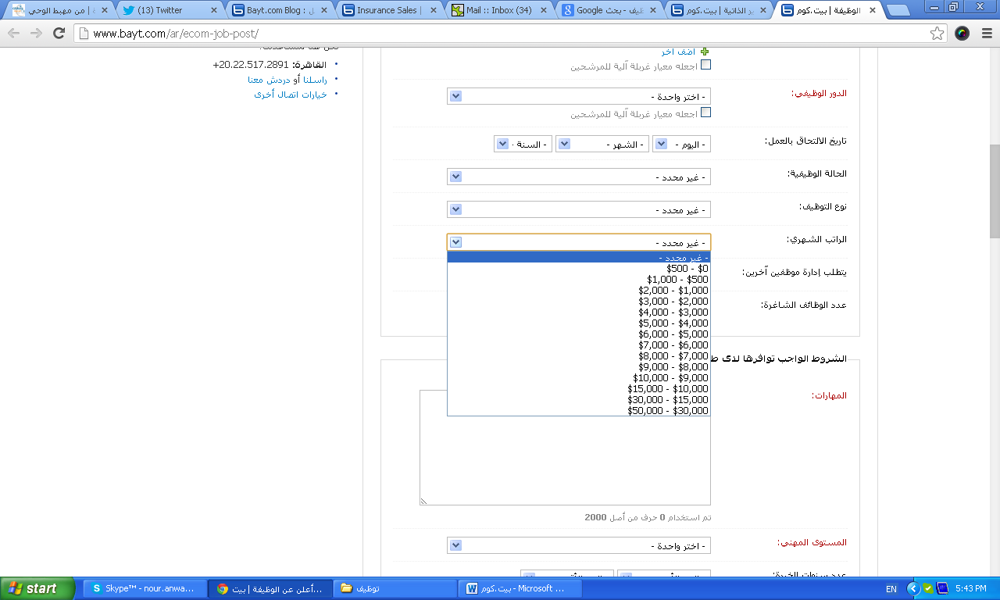 من مهبط الوحي |
(13) Twitter
Bayt.com Blog :
Insurance Sales |
Mail :: Inbox (34)
Google بحث - 
بيت.كوم | ير الذاتية
بيت.كوم | الوظيفة
www.bayt.com/ar/ecom-job-post/
القاهرة: 20.22.517.2891+
راسلنا أو دردش معنا
خيارات اتصال أخرى
اضف آخر
اجعله معيار غربلة آلية للمرشحين
الدور الوظيفي:
- اختر واحدة -
اجعله معيار غربلة آلية للمرشحين
تاريخ الالتحاق بالعمل:
- اليوم -
- الشهر -
- السنة -
الحالة الوظيفية:
- غير محدد -
نوع التوظيف:
- غير محدد -
الراتب الشهري:
- غير محدد -
- غير محدد -
$500 - $0
$1,000 - $500
$2,000 - $1,000
$3,000 - $2,000
$4,000 - $3,000
$5,000 - $4,000
$6,000 - $5,000
$7,000 - $6,000
$8,000 - $7,000
$9,000 - $8,000
$10,000 - $9,000
$15,000 - $10,000
$30,000 - $15,000
$50,000 - $30,000
يتطلب إدارة موظفين آخرين:
عدد الوظائف الشاغرة:
الشروط الواجب توافرها لدى ط
المهارات:
تم استخدام 0 حرف من أصل 2000
المستوى المهني:
- اختر واحدة -
عدد سنوات الخبرة:
start
Skype™ - nour.anwa...
أعلن عن الوظيفة | بيت...
توظيف
بيت.كوم - Microsoft ...
EN
5:43 PM